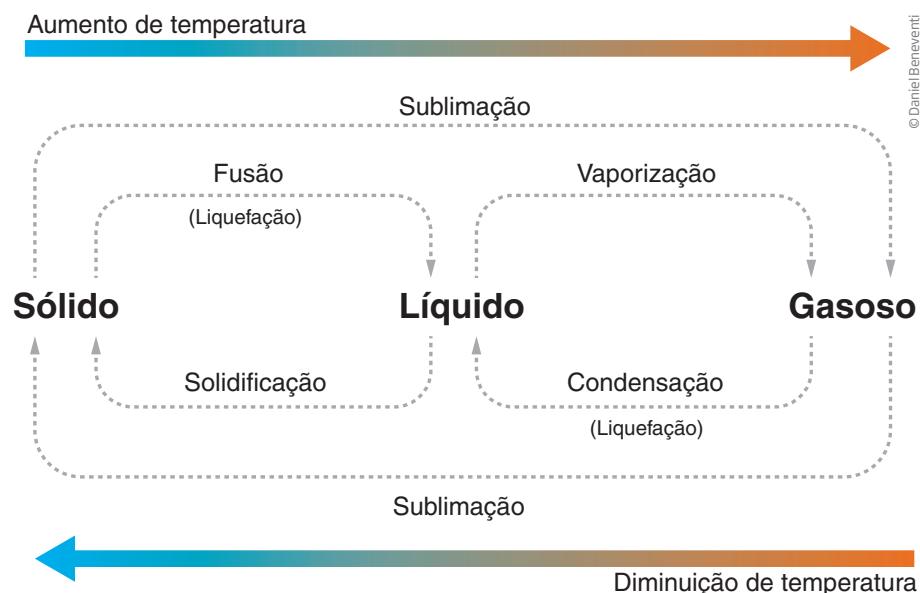 Aumento de temperatura
© Daniel Beneventi
Sublimação
Fusão
(Liquefação)
Vaporização
Sólido
Líquido
Gasoso
Solidificação
Condensação
(Liquefação)
Sublimação
Diminuição de temperatura